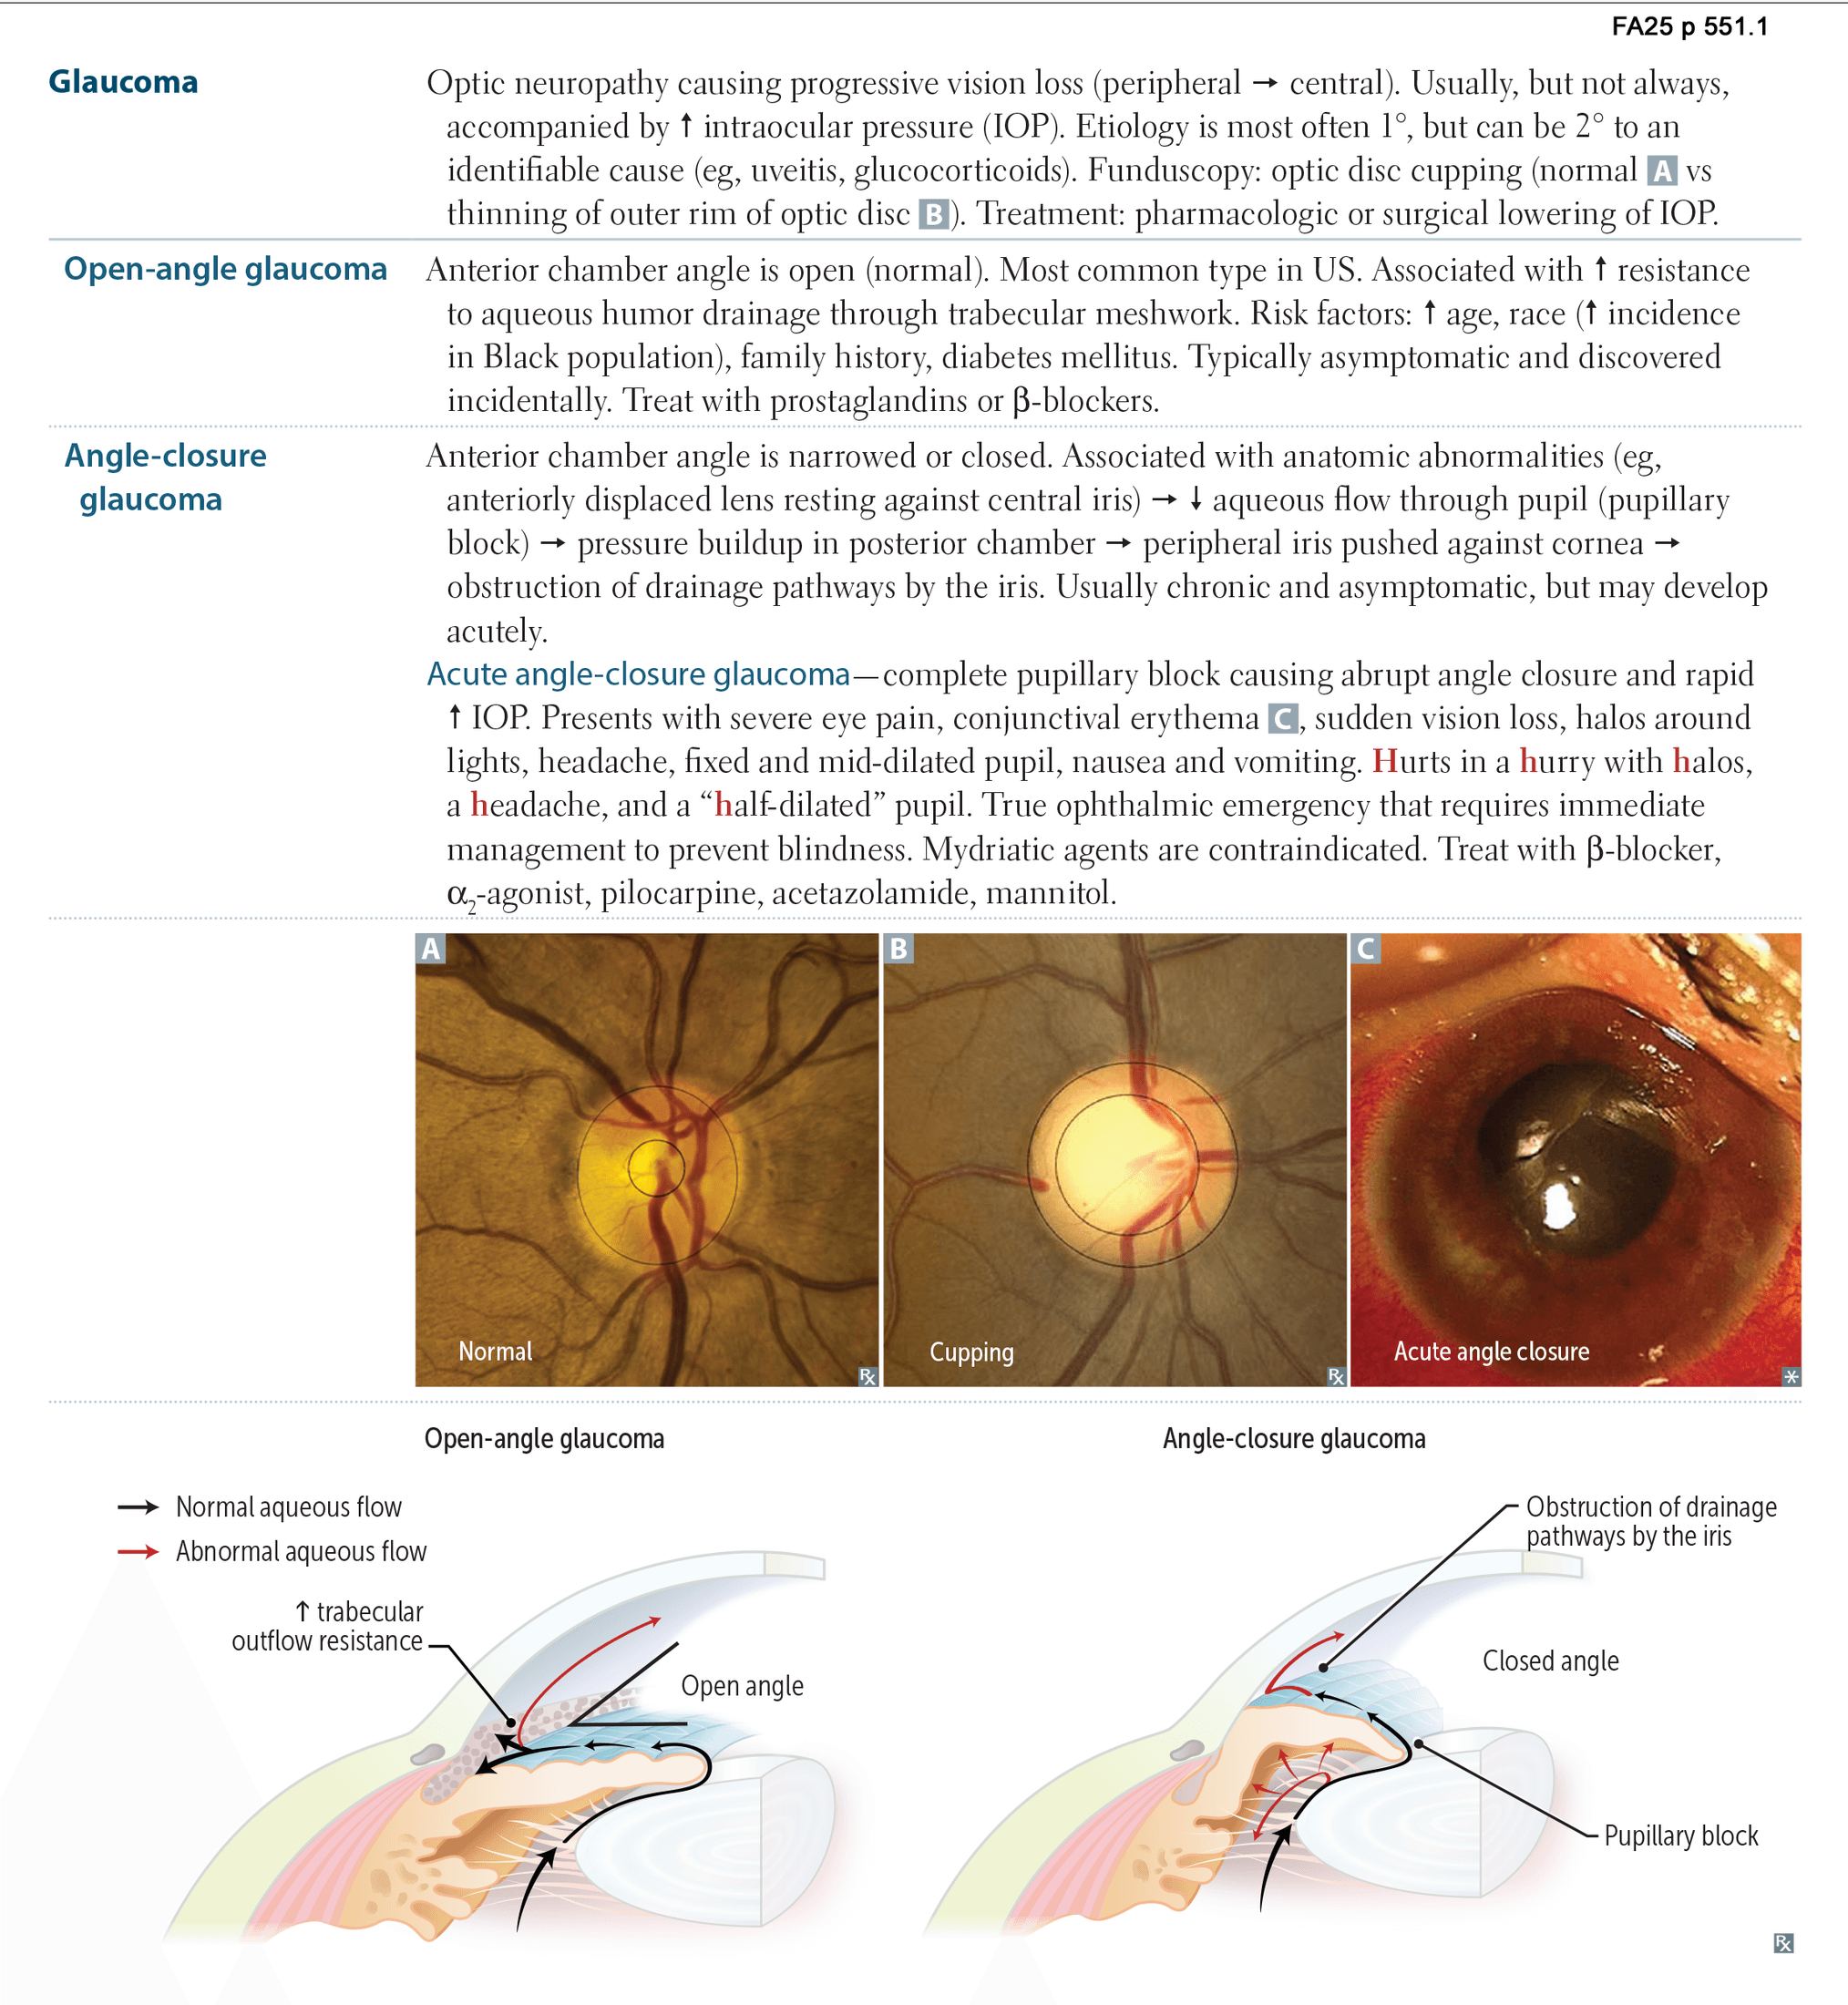 FA25 p 551.1
Glaucoma
Optic neuropathy causing progressive vision loss (peripheral → central). Usually, but not always,
accompanied by ↑ intraocular pressure (IOP). Etiology is most often 1°, but can be 2° to an
identifiable cause (eg, uveitis, glucocorticoids). Funduscopy: optic disc cupping (normal A vs
thinning of outer rim of optic disc B). Treatment: pharmacologic or surgical lowering of IOP.
Open-angle glaucoma
Anterior chamber angle is open (normal). Most common type in US. Associated with ↑ resistance
to aqueous humor drainage through trabecular meshwork. Risk factors: ↑ age, race (↑ incidence
in Black population), family history, diabetes mellitus. Typically asymptomatic and discovered
incidentally. Treat with prostaglandins or β-blockers.
Angle-closure
glaucoma
Anterior chamber angle is narrowed or closed. Associated with anatomic abnormalities (eg,
anteriorly displaced lens resting against central iris) → ↓ aqueous flow through pupil (pupillary
block) → pressure buildup in posterior chamber → peripheral iris pushed against cornea →
obstruction of drainage pathways by the iris. Usually chronic and asymptomatic, but may develop
acutely.
Acute angle-closure glaucoma—complete pupillary block causing abrupt angle closure and rapid
↑ IOP. Presents with severe eye pain, conjunctival erythema C, sudden vision loss, halos around
lights, headache, fixed and mid-dilated pupil, nausea and vomiting. Hurts in a hurry with halos,
a headache, and a “half-dilated” pupil. True ophthalmic emergency that requires immediate
management to prevent blindness. Mydriatic agents are contraindicated. Treat with β-blocker,
α2-agonist, pilocarpine, acetazolamide, mannitol.
A
Normal
Rx
B
Cupping
Rx
C
Acute angle closure
*
Open-angle glaucoma
Normal aqueous flow
Abnormal aqueous flow
↑ trabecular
outflow resistance
Open angle
Angle-closure glaucoma
Obstruction of drainage
pathways by the iris
Closed angle
Pupillary block
Rx